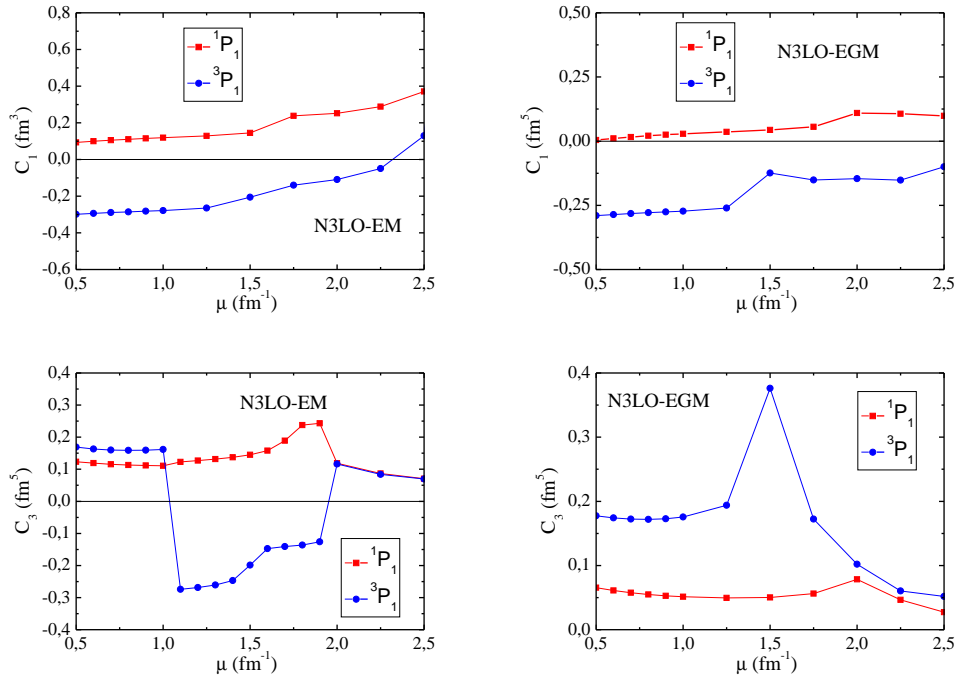 0,8
0,6
0,4
0,2
0,0
-0,2
-0,4
-0,6
C₁ (fm³)
¹P₁
³P₁
N3LO-EM
0,5 1,0 1,5 2,0 2,5
μ (fm⁻¹)
0,50
0,25
0,00
-0,25
-0,50
C₁ (fm⁵)
¹P₁
³P₁
N3LO-EGM
0,5 1,0 1,5 2,0 2,5
μ (fm⁻¹)
0,4
0,3
0,2
0,1
0,0
-0,1
-0,2
-0,3
-0,4
C₃ (fm⁵)
N3LO-EM
¹P₁
³P₁
0,5 1,0 1,5 2,0 2,5
μ (fm⁻¹)
0,4
0,3
0,2
0,1
0,0
C₃ (fm⁵)
N3LO-EGM
¹P₁
³P₁
0,5 1,0 1,5 2,0 2,5
μ (fm⁻¹)